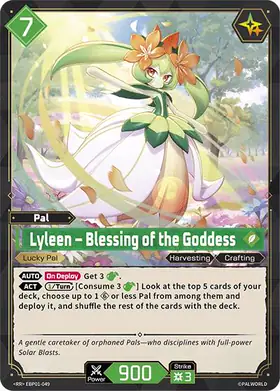 7
Pal
Lyleen – Blessing of the Goddess
Lucky Pal
Harvesting
Crafting
AUTO On Deploy Get 3 .
ACT 1/Turn [Consume 3 ] Look at the top 5 cards of your
deck, choose up to 1 6 or less Pal from among them and
deploy it, and shuffle the rest of the cards with the deck.
A gentle caretaker of orphaned Pals—who disciplines with full-power
Solar Blasts.
•RR• EBP01-049
©PALWORLD
Power
900
Strike
3